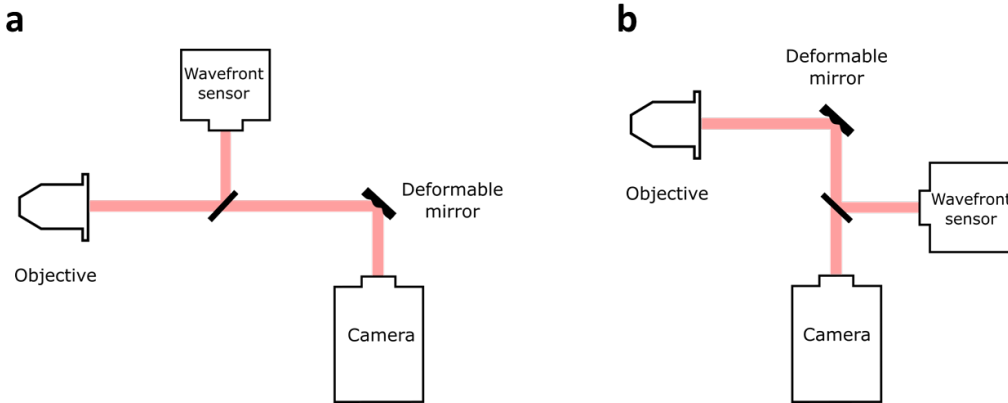 a
Wavefront
sensor
Deformable
mirror
Objective
Camera
b
Deformable
mirror
Objective
Wavefront
sensor
Camera